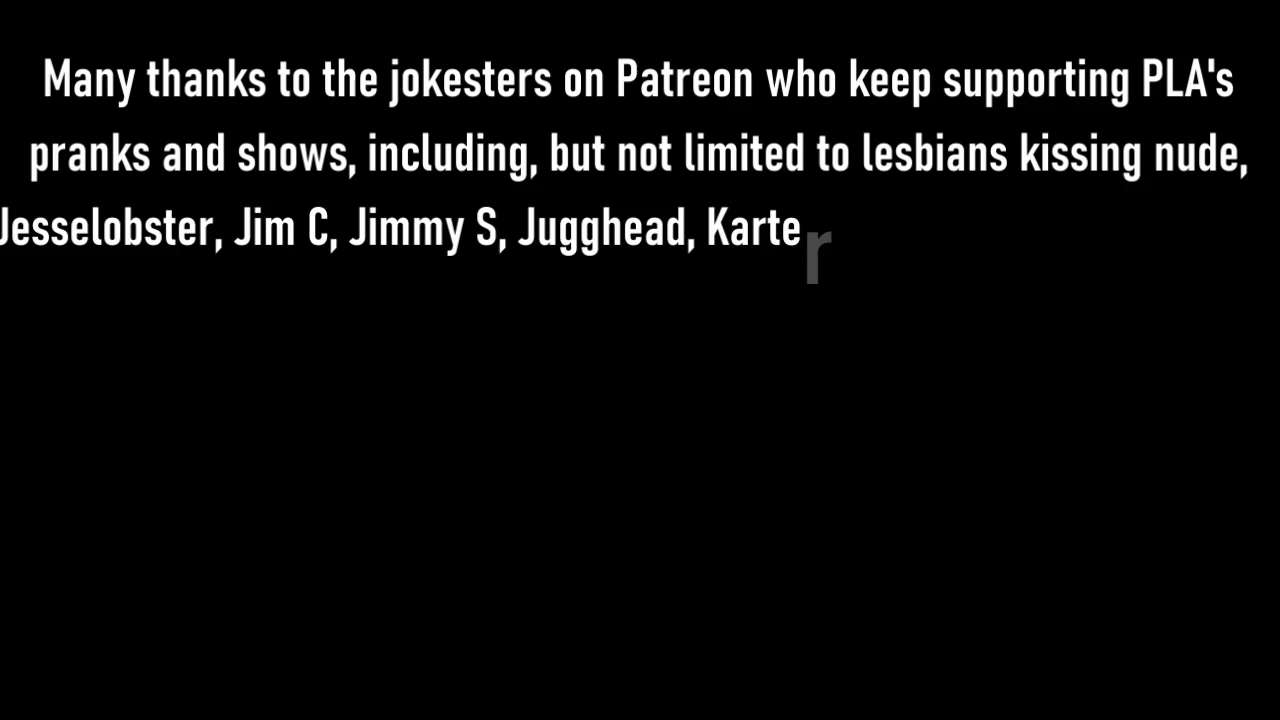 Many thanks to the jokesters on Patreon who keep supporting PLA's
pranks and shows, including, but not limited to lesbians kissing nude,
Jesselobster, Jim C, Jimmy S, Jugghead, Karter